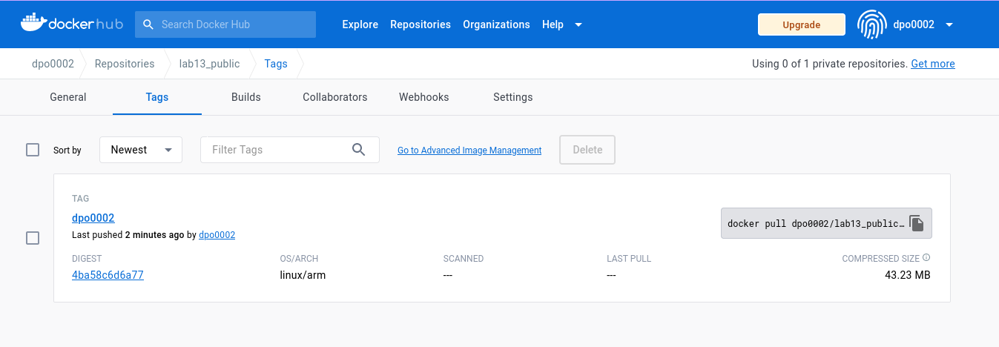 docker hub Search Docker Hub Explore Repositories Organizations Help Upgrade dpo0002
dpo0002 Repositories lab13_public Tags Using 0 of 1 private repositories. Get more
General Tags Builds Collaborators Webhooks Settings
Sort by Newest Filter Tags Go to Advanced Image Management Delete
TAG
dpo0002
docker pull dpo0002/lab13_public…
Last pushed 2 minutes ago by dpo0002
DIGEST OS/ARCH SCANNED LAST PULL COMPRESSED SIZE
4ba58c6d6a77 linux/arm --- --- 43.23 MB